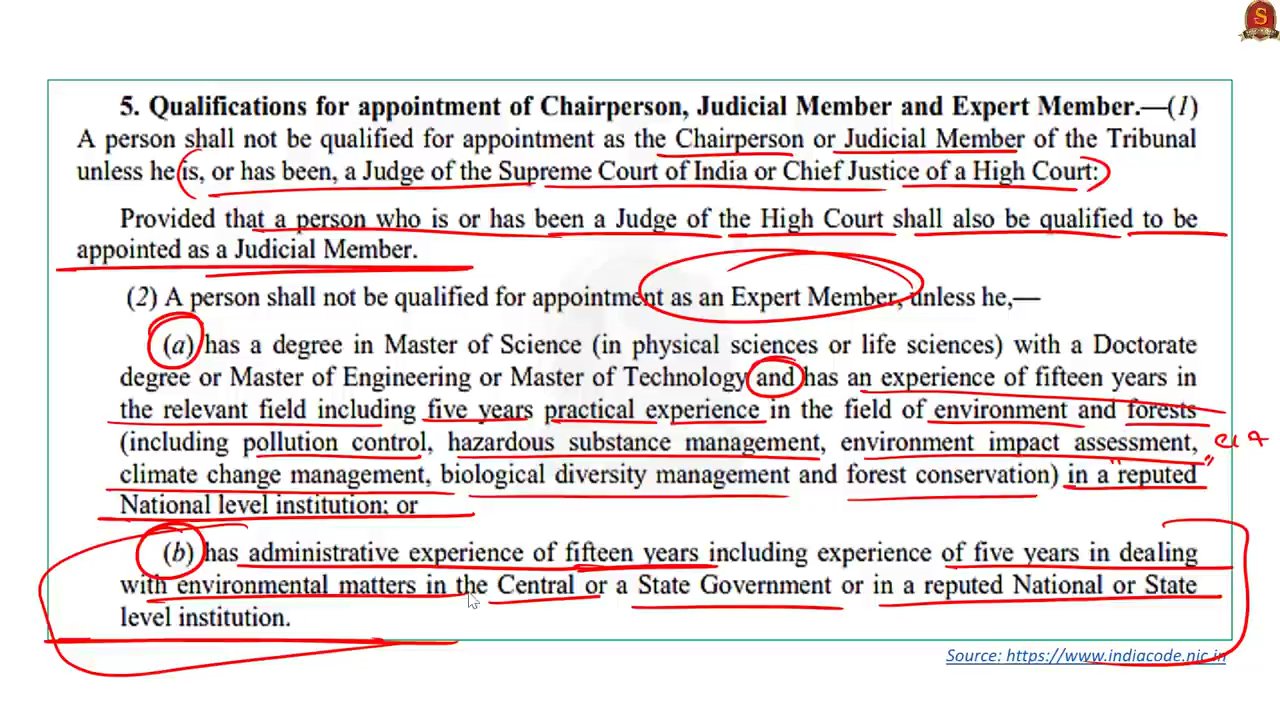 S
5. Qualifications for appointment of Chairperson, Judicial Member and Expert Member.—(1)
A person shall not be qualified for appointment as the Chairperson or Judicial Member of the Tribunal
unless he is, or has been, a Judge of the Supreme Court of India or Chief Justice of a High Court:
Provided that a person who is or has been a Judge of the High Court shall also be qualified to be
appointed as a Judicial Member.
(2) A person shall not be qualified for appointment as an Expert Member, unless he,—
(a) has a degree in Master of Science (in physical sciences or life sciences) with a Doctorate
degree or Master of Engineering or Master of Technology and has an experience of fifteen years in
the relevant field including five years practical experience in the field of environment and forests
(including pollution control, hazardous substance management, environment impact assessment,
climate change management, biological diversity management and forest conservation) in a reputed
National level institution; or
(b) has administrative experience of fifteen years including experience of five years in dealing
with environmental matters in the Central or a State Government or in a reputed National or State
level institution.
Source: https://www.indiacode.nic.in